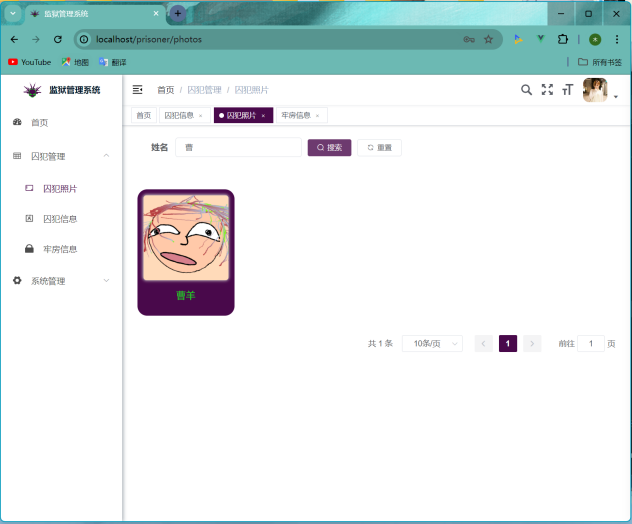 监狱管理系统
localhost/prisoner/photos
YouTube 地图 翻译 所有书签
监狱管理系统
首页 / 囚犯管理 / 囚犯照片
首页 囚犯信息 × 囚犯照片 × 牢房信息 ×
首页
囚犯管理
囚犯照片
囚犯信息
牢房信息
系统管理
姓名 曹 搜索 重置
曹羊
共 1 条 10条/页 1 前往 1 页